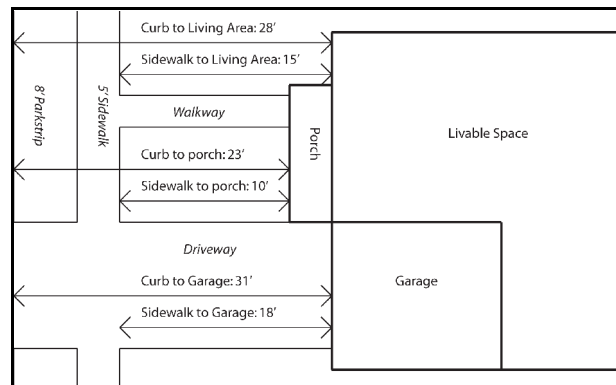 Curb to Living Area: 28'
Sidewalk to Living Area: 15'
8' Parkstrip
5' Sidewalk
Walkway
Porch
Livable Space
Curb to porch: 23'
Sidewalk to porch: 10'
Driveway
Curb to Garage: 31'
Garage
Sidewalk to Garage: 18'